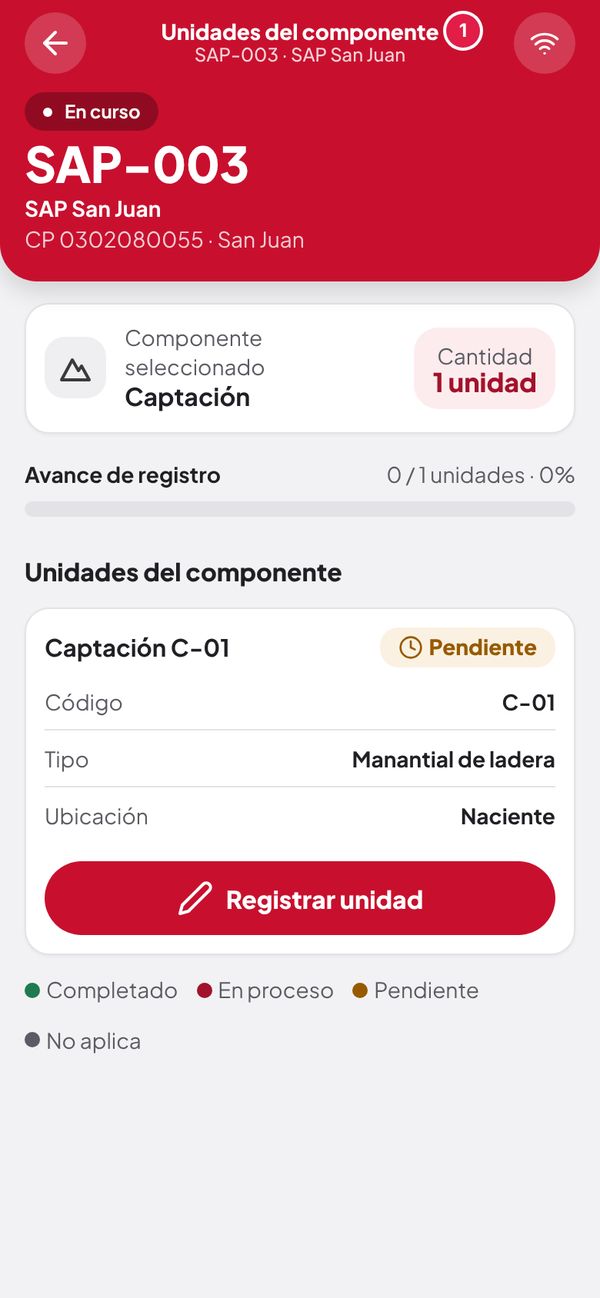 Unidades del componente 1
SAP-003 · SAP San Juan
En curso
SAP-003
SAP San Juan
CP 0302080055 · San Juan
Componente
seleccionado
Captación
Cantidad
1 unidad
Avance de registro 0 / 1 unidades · 0%
Unidades del componente
Captación C-01 Pendiente
Código C-01
Tipo Manantial de ladera
Ubicación Naciente
Registrar unidad
Completado En proceso Pendiente
No aplica